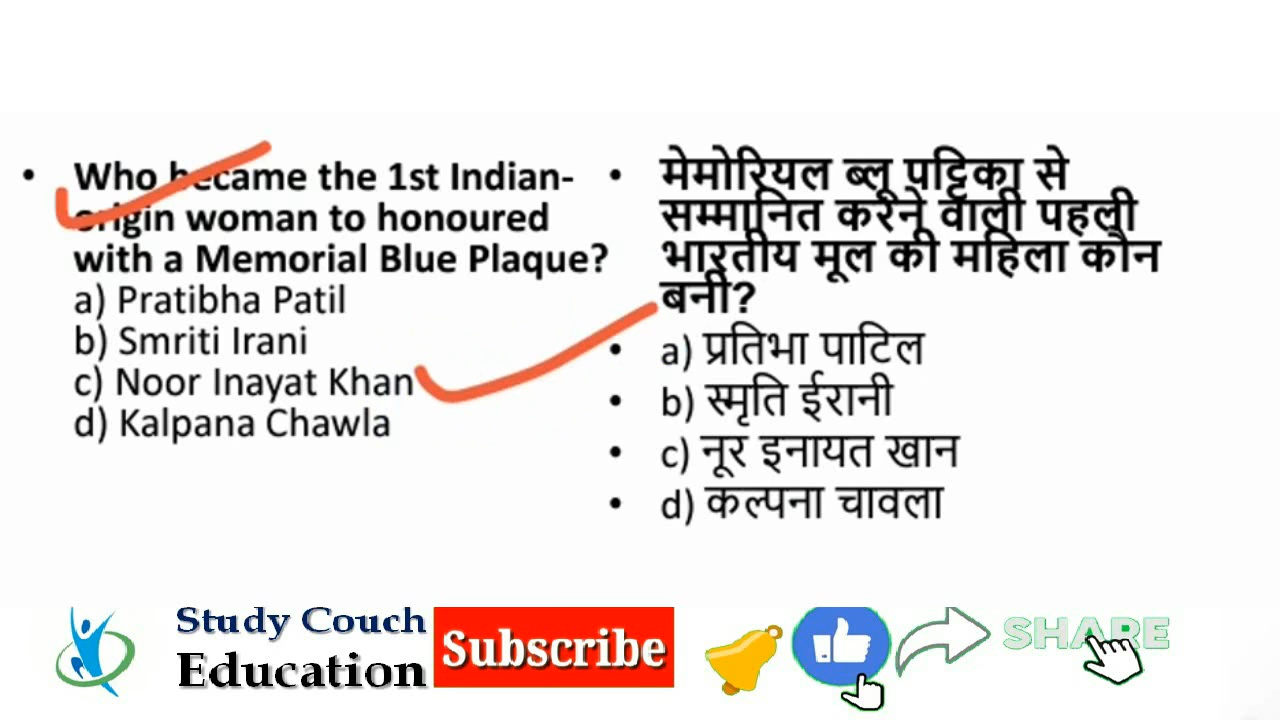 • Who became the 1st Indian-
origin woman to honoured
with a Memorial Blue Plaque?
a) Pratibha Patil
b) Smriti Irani
c) Noor Inayat Khan
d) Kalpana Chawla
• मेमोरियल ब्लू पट्टिका से
सम्मानित करने वाली पहली
भारतीय मूल की महिला कौन
बनी?
• a) प्रतिभा पाटिल
• b) स्मृति ईरानी
• c) नूर इनायत खान
• d) कल्पना चावला
Study Couch
Education
Subscribe
SHARE